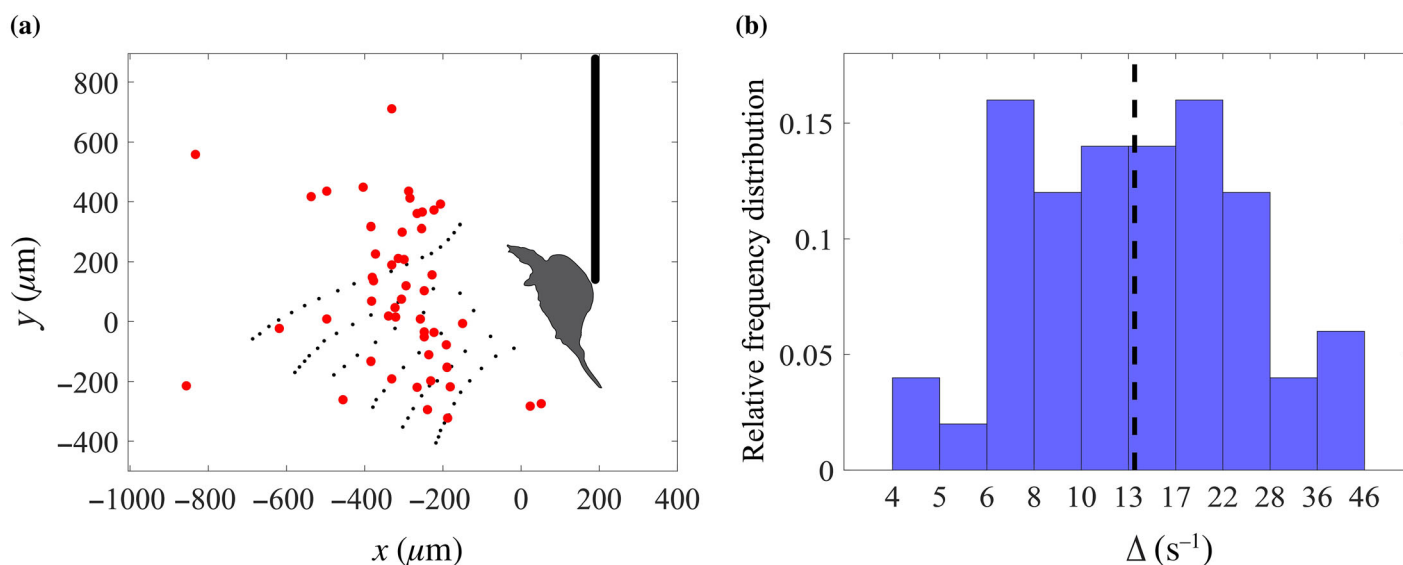 (a)
800
600
400
200
0
−200
−400
y (μm)
−1000 −800 −600 −400 −200 0 200 400
x (μm)
(b)
0.15
0.1
0.05
0
Relative frequency distribution
4 5 6 8 10 13 17 22 28 36 46
Δ (s⁻¹)